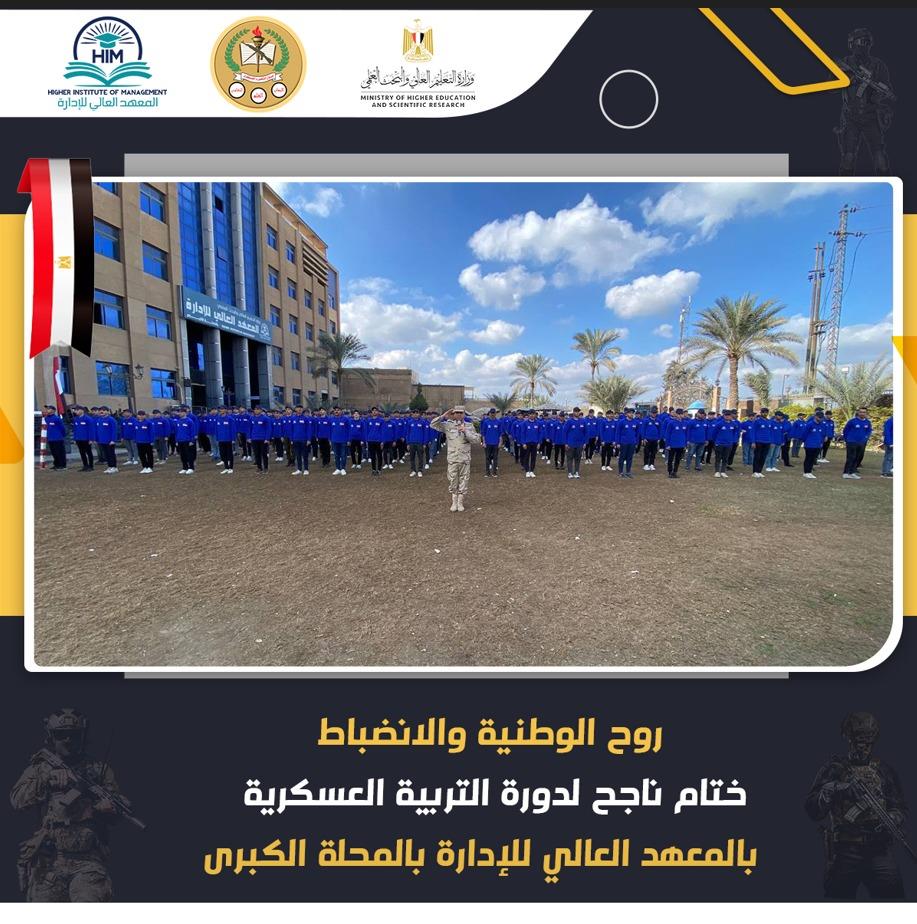 HIM
HIGHER INSTITUTE OF MANAGEMENT
المعهد العالي للإدارة
وزارة التعليم العالي والبحث العلمي
MINISTRY OF HIGHER EDUCATION
AND SCIENTIFIC RESEARCH
المعهد العالي للإدارة
روح الوطنية والانضباط
ختام ناجح لدورة التربية العسكرية
بالمعهد العالي للإدارة بالمحلة الكبرى